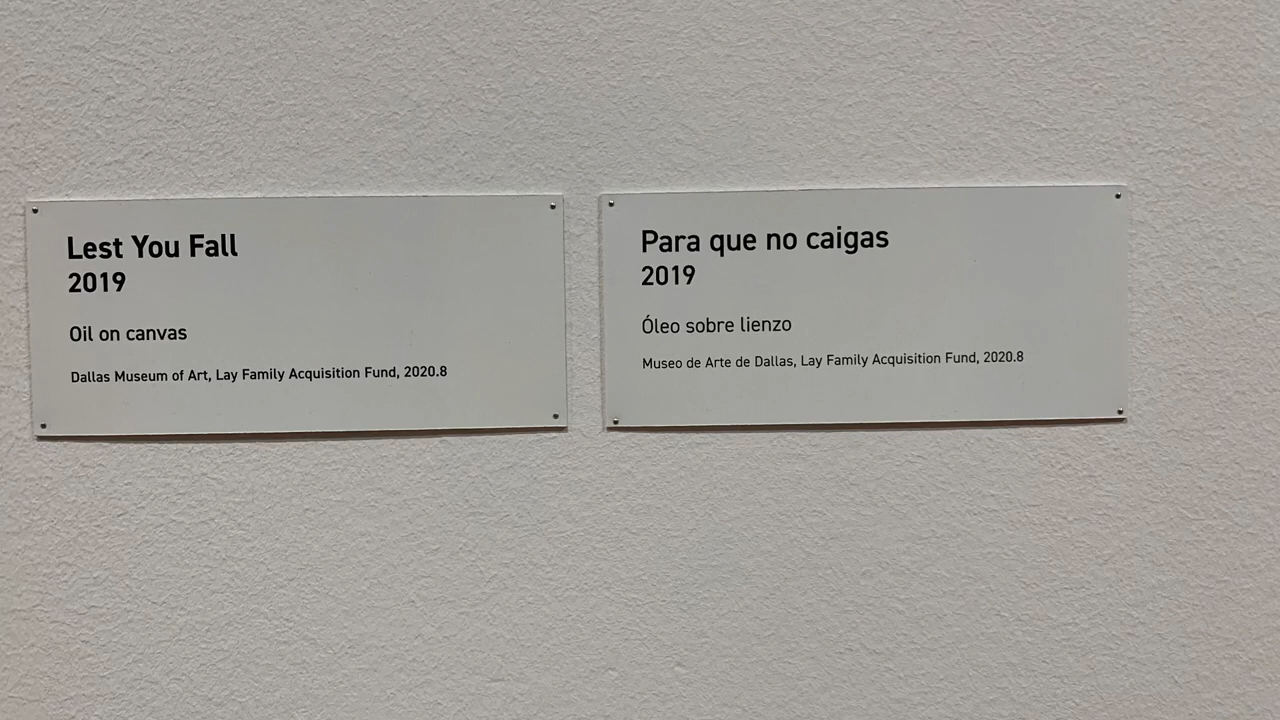 Lest You Fall
2019
Oil on canvas
Dallas Museum of Art, Lay Family Acquisition Fund, 2020.8
Para que no caigas
2019
Óleo sobre lienzo
Museo de Arte de Dallas, Lay Family Acquisition Fund, 2020.8